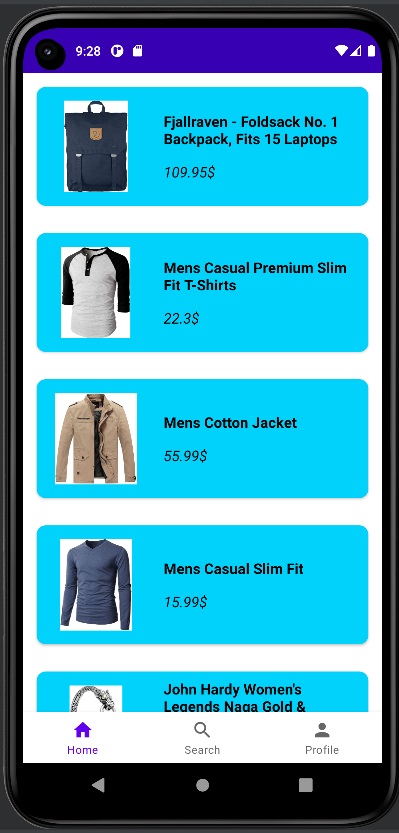 9:28
Fjallraven - Foldsack No. 1
Backpack, Fits 15 Laptops
109.95$
Mens Casual Premium Slim
Fit T-Shirts
22.3$
Mens Cotton Jacket
55.99$
Mens Casual Slim Fit
15.99$
John Hardy Women's
Legends Naga Gold &
Home
Search
Profile